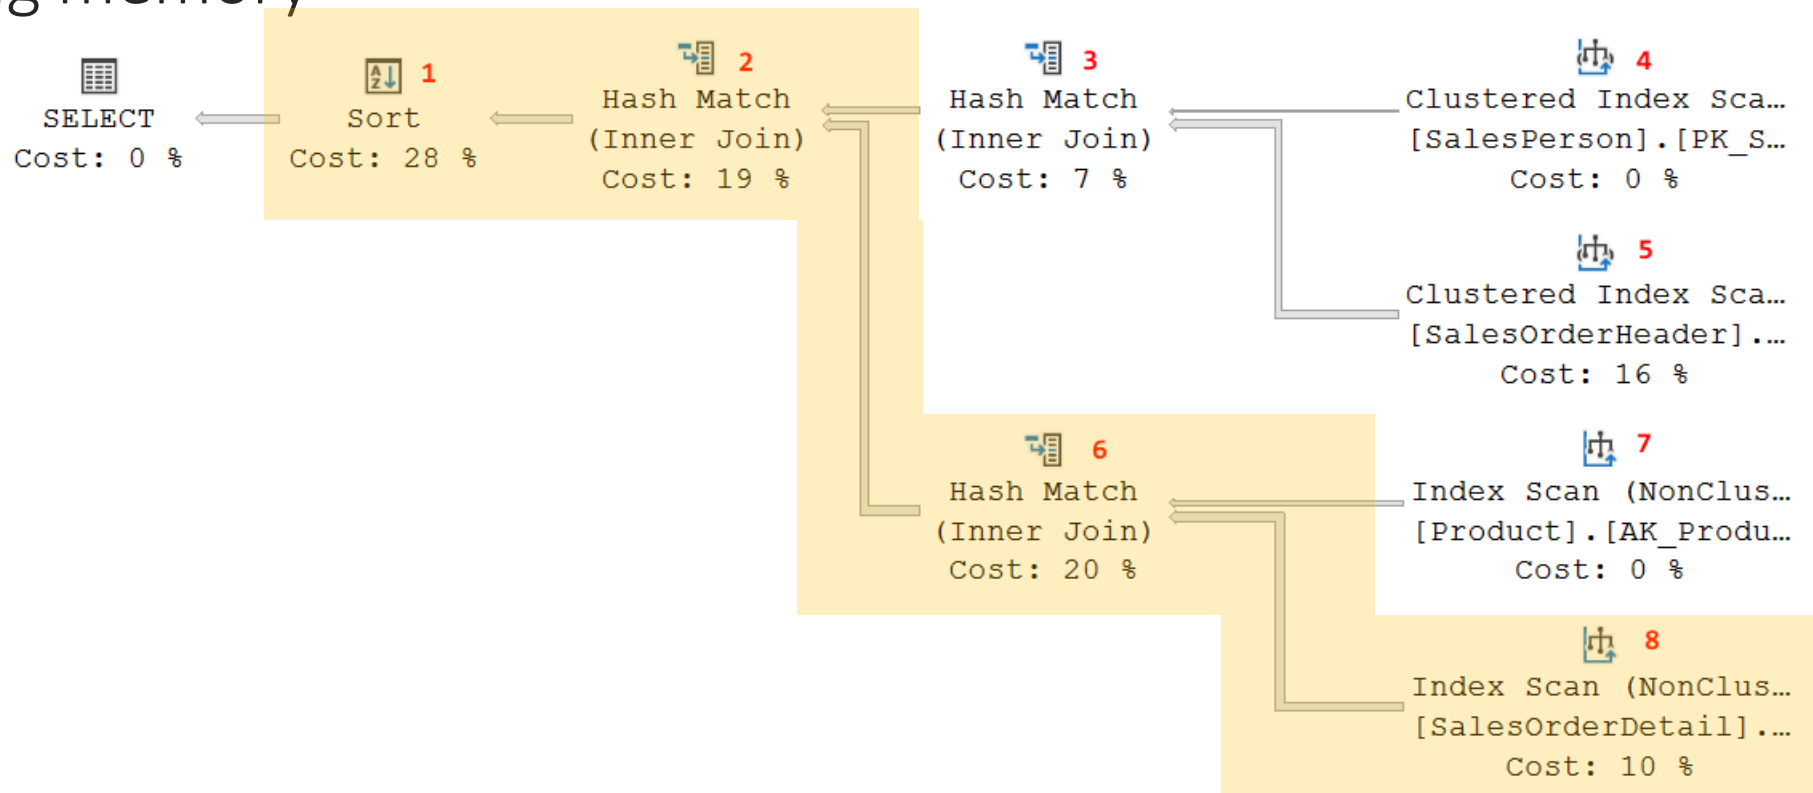 memory
SELECT
Cost: 0 %
1
Sort
Cost: 28 %
2
Hash Match
(Inner Join)
Cost: 19 %
3
Hash Match
(Inner Join)
Cost: 7 %
4
Clustered Index Sca...
[SalesPerson].[PK_S...
Cost: 0 %
5
Clustered Index Sca...
[SalesOrderHeader]....
Cost: 16 %
6
Hash Match
(Inner Join)
Cost: 20 %
7
Index Scan (NonClus...
[Product].[AK_Produ...
Cost: 0 %
8
Index Scan (NonClus...
[SalesOrderDetail]....
Cost: 10 %